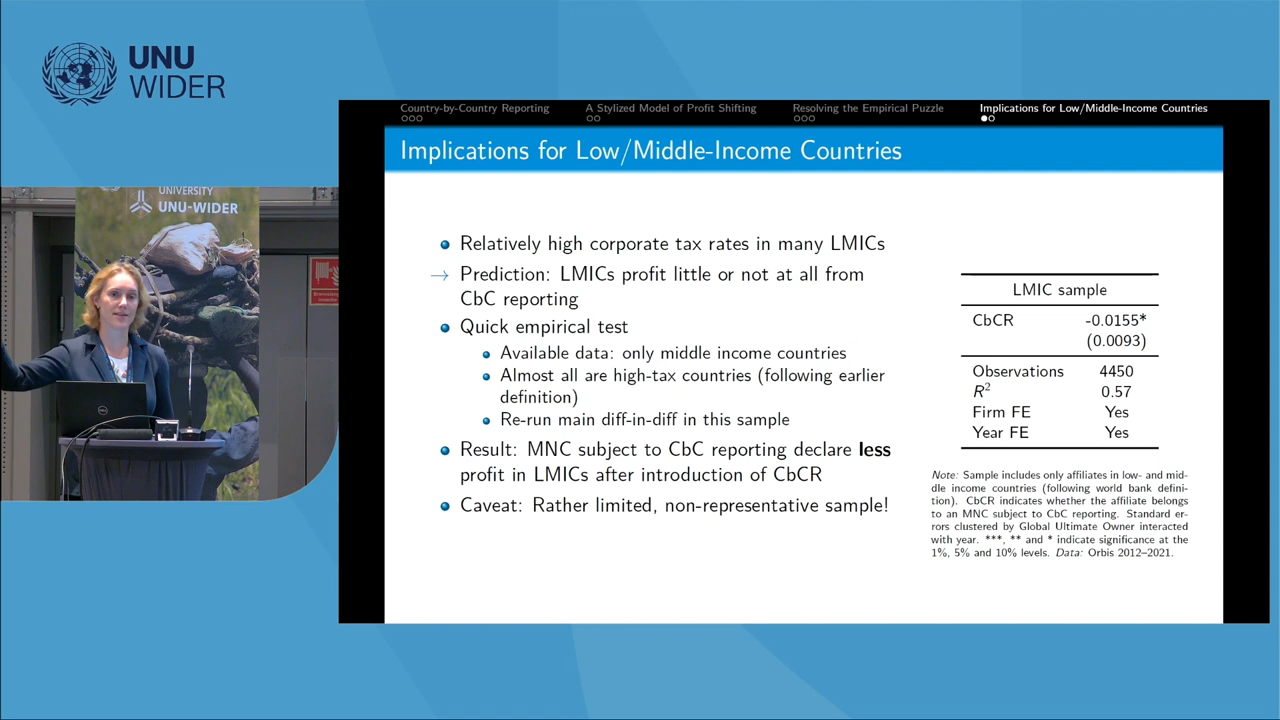 UNU
WIDER
Country-by-Country Reporting
A Stylized Model of Profit Shifting
Resolving the Empirical Puzzle
Implications for Low/Middle-Income Countries
Implications for Low/Middle-Income Countries
UNIVERSITY
UNU-WIDER
Relatively high corporate tax rates in many LMICs
→ Prediction: LMICs profit little or not at all from
CbC reporting
Quick empirical test
Available data: only middle income countries
Almost all are high-tax countries (following earlier
definition)
Re-run main diff-in-diff in this sample
Result: MNC subject to CbC reporting declare less
profit in LMICs after introduction of CbCR
Caveat: Rather limited, non-representative sample!
LMIC sample
CbCR -0.0155*
(0.0093)
Observations 4450
R² 0.57
Firm FE Yes
Year FE Yes
Note: Sample includes only affiliates in low- and mid-
dle income countries (following world bank defini-
tion). CbCR indicates whether the affiliate belongs
to an MNC subject to CbC reporting. Standard er-
rors clustered by Global Ultimate Owner interacted
with year. ***, ** and * indicate significance at the
1%, 5% and 10% levels. Data: Orbis 2012–2021.
DELL